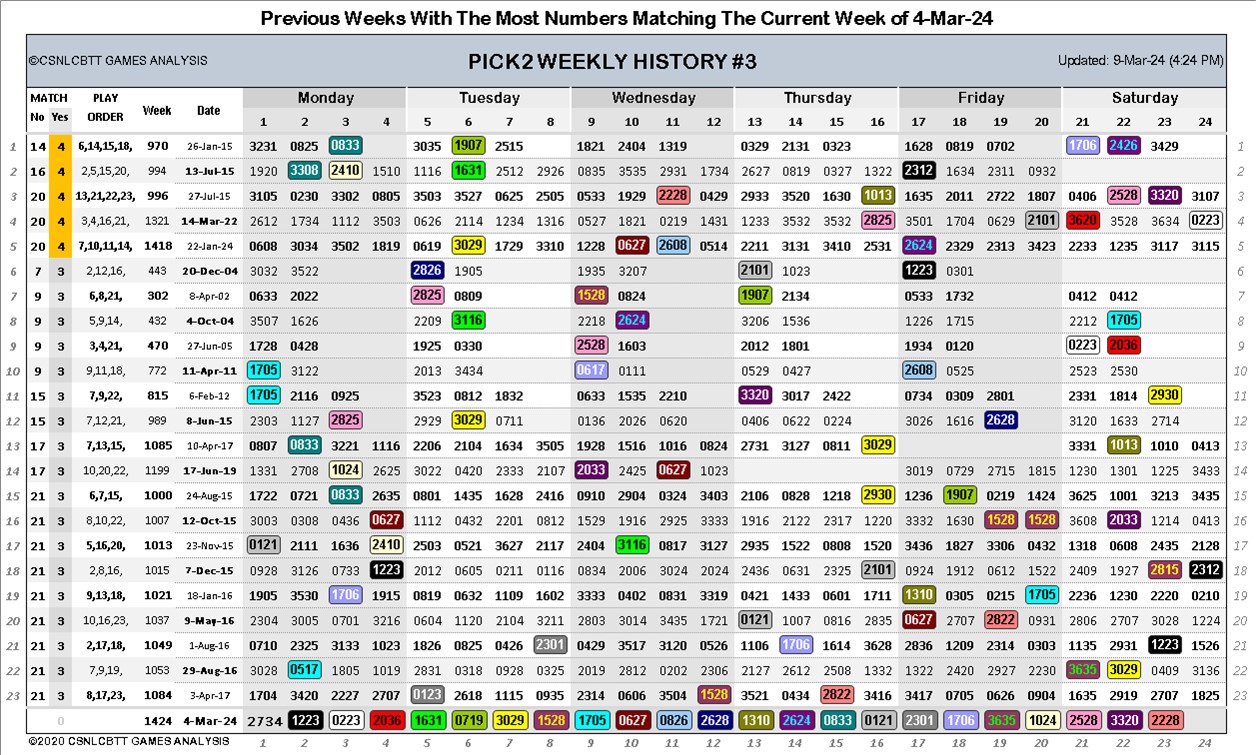 Previous Weeks With The Most Numbers Matching The Current Week of 4-Mar-24
©CSNLCBTT GAMES ANALYSIS PICK2 WEEKLY HISTORY #3 Updated: 9-Mar-24 (4:24 PM)
MATCH PLAY Week Date Monday Tuesday Wednesday Thursday Friday Saturday
No Yes ORDER 1 2 3 4 5 6 7 8 9 10 11 12 13 14 15 16 17 18 19 20 21 22 23 24
1 14 4 6,14,15,18, 970 26-Jan-15 3231 0825 0833 3035 1907 2515 1821 2404 1319 0329 2131 0323 1628 0819 0702 1706 2426 3429 1
2 16 4 2,5,15,20, 994 13-Jul-15 1920 3308 2410 1510 1116 1631 2512 2926 0835 3535 2931 1734 2627 0819 0327 1322 2312 1634 2311 0932 2
3 20 4 13,21,22,23, 996 27-Jul-15 3105 0230 3302 0805 3503 3527 0625 2505 0533 1929 2228 0429 2933 3520 1630 1013 1635 2011 2722 1807 0406 2528 3320 3107 3
4 20 4 3,4,16,21, 1321 14-Mar-22 2612 1734 1112 3503 0626 2114 1234 1316 0527 1821 0219 1431 1233 3532 3532 2825 3501 1704 0629 2101 3620 3528 3634 0223 4
5 20 4 7,10,11,14, 1418 22-Jan-24 0608 3034 3502 1819 0619 3029 1729 3310 1228 0627 2608 0514 2211 3131 3410 2531 2624 2329 2313 3423 2233 1235 3117 3115 5
6 7 3 2,12,16, 443 20-Dec-04 3032 3522 2826 1905 1935 3207 2101 1023 1223 0301 6
7 9 3 6,8,21, 302 8-Apr-02 0633 2022 2825 0809 1528 0824 1907 2134 0533 1732 0412 0412 7
8 9 3 5,9,14, 432 4-Oct-04 3507 1626 2209 3116 2218 2624 3206 1536 1226 1715 2212 1705 8
9 9 3 3,4,21, 470 27-Jun-05 1728 0428 1925 0330 2528 1603 2012 1801 1934 0120 0223 2036 9
10 9 3 9,11,18, 772 11-Apr-11 1705 3122 2013 3434 0617 0111 0529 0427 2608 0525 2523 2530 10
11 15 3 7,9,22, 815 6-Feb-12 1705 2116 0925 3523 0812 1832 0633 1535 2210 3320 3017 2422 0734 0309 2801 2331 1814 2930 11
12 15 3 7,12,21, 989 8-Jun-15 2303 1127 2825 2929 3029 0711 0136 2026 0620 0406 0622 0224 3026 1616 2628 3120 1633 2714 12
13 17 3 7,13,15, 1085 10-Apr-17 0807 0833 3221 1116 2206 2104 1634 3505 1928 1516 1016 0824 2731 3127 0811 3029 3331 1013 1010 0413 13
14 17 3 10,20,22, 1199 17-Jun-19 1331 2708 1024 2625 3022 0420 2333 2107 2033 2425 0627 1023 3019 0729 2715 1815 1230 1301 1225 3433 14
15 21 3 6,7,15, 1000 24-Aug-15 1722 0721 0833 2635 0801 1435 1628 2416 0910 2904 0324 3403 2106 0828 1218 2930 1236 1907 0219 1424 3625 1001 3213 3435 15
16 21 3 8,10,22, 1007 12-Oct-15 3003 0308 0436 0627 1112 0432 2201 0812 1529 1916 2925 3333 1916 2122 2317 1220 3332 1630 1528 1528 3608 2033 1214 0413 16
17 21 3 5,16,20, 1013 23-Nov-15 0121 2111 1636 2410 2503 0521 3627 2117 2404 3116 0817 3127 2935 1522 0808 1520 3436 1827 3306 0432 1318 0608 2435 2128 17
18 21 3 2,8,16, 1015 7-Dec-15 0928 3126 0733 1223 2012 0605 0211 0116 0834 2006 3024 2024 2436 0631 2325 2101 0924 1912 0612 1522 2409 1927 2815 2312 18
19 21 3 9,13,18, 1021 18-Jan-16 1905 3530 1706 1915 0819 0632 1109 1602 3333 0402 0831 3319 0421 1433 0601 1711 1310 0305 0215 1705 2236 1230 2220 0210 19
20 21 3 10,16,23, 1037 9-May-16 2304 1005 0701 3216 0604 1120 2104 3211 2803 3014 3435 1721 0121 1007 0816 2835 0627 2707 2822 0931 2806 2707 3028 1224 20
21 21 3 2,17,18, 1049 1-Aug-16 0710 2325 3133 1023 1826 0825 0422 2301 0429 3517 3120 0526 1106 1706 1614 3628 2836 1209 2314 0303 1135 2931 1223 1526 21
22 21 3 7,9,19, 1053 29-Aug-16 3028 0517 1805 1019 2831 0313 0928 0325 2019 2812 0202 2306 1127 2612 2508 1332 1322 2420 2927 2230 3635 3029 0409 3136 22
23 21 3 8,17,23, 1084 3-Apr-17 1704 3420 2227 2707 0123 2618 1115 0935 2314 0606 3504 1528 3521 0434 2822 3416 3417 0705 0626 0904 1635 2919 2707 1825 23
0 1424 4-Mar-24 2734 1223 0223 2036 1631 0719 3029 1528 1705 0627 0826 2628 1310 2624 0833 0121 2301 1706 3635 1024 2528 3320 2228
©2020 CSNLCBTT GAMES ANALYSIS 1 2 3 4 5 6 7 8 9 10 11 12 13 14 15 16 17 18 19 20 21 22 23 24